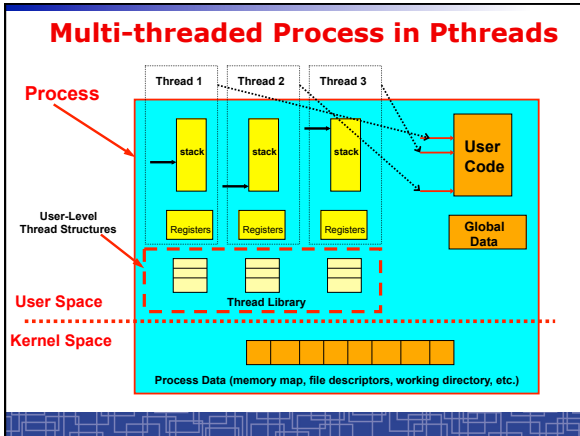 Multi-threaded Process in Pthreads
Thread 1
Thread 2
Thread 3
Process
stack
stack
stack
User
Code
Registers
Registers
Registers
Global
Data
User-Level
Thread Structures
Thread Library
User Space
Kernel Space
Process Data (memory map, file descriptors, working directory, etc.)